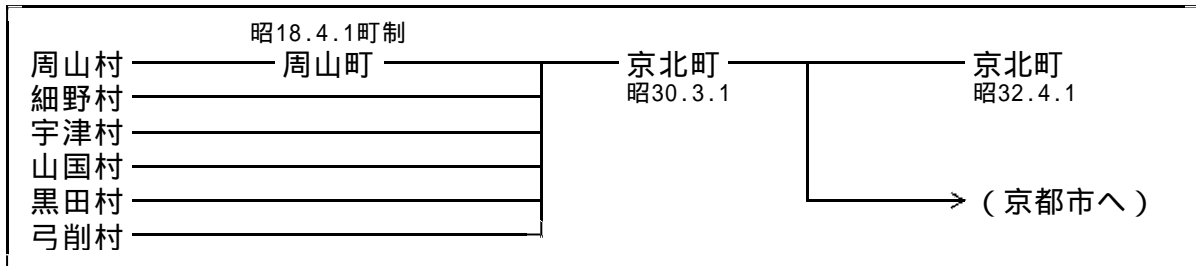 昭18.4.1町制
周山村 周山町 京北町 京北町
細野村 昭30.3.1 昭32.4.1
宇津村
山国村
黒田村 (京都市へ)
弓削村